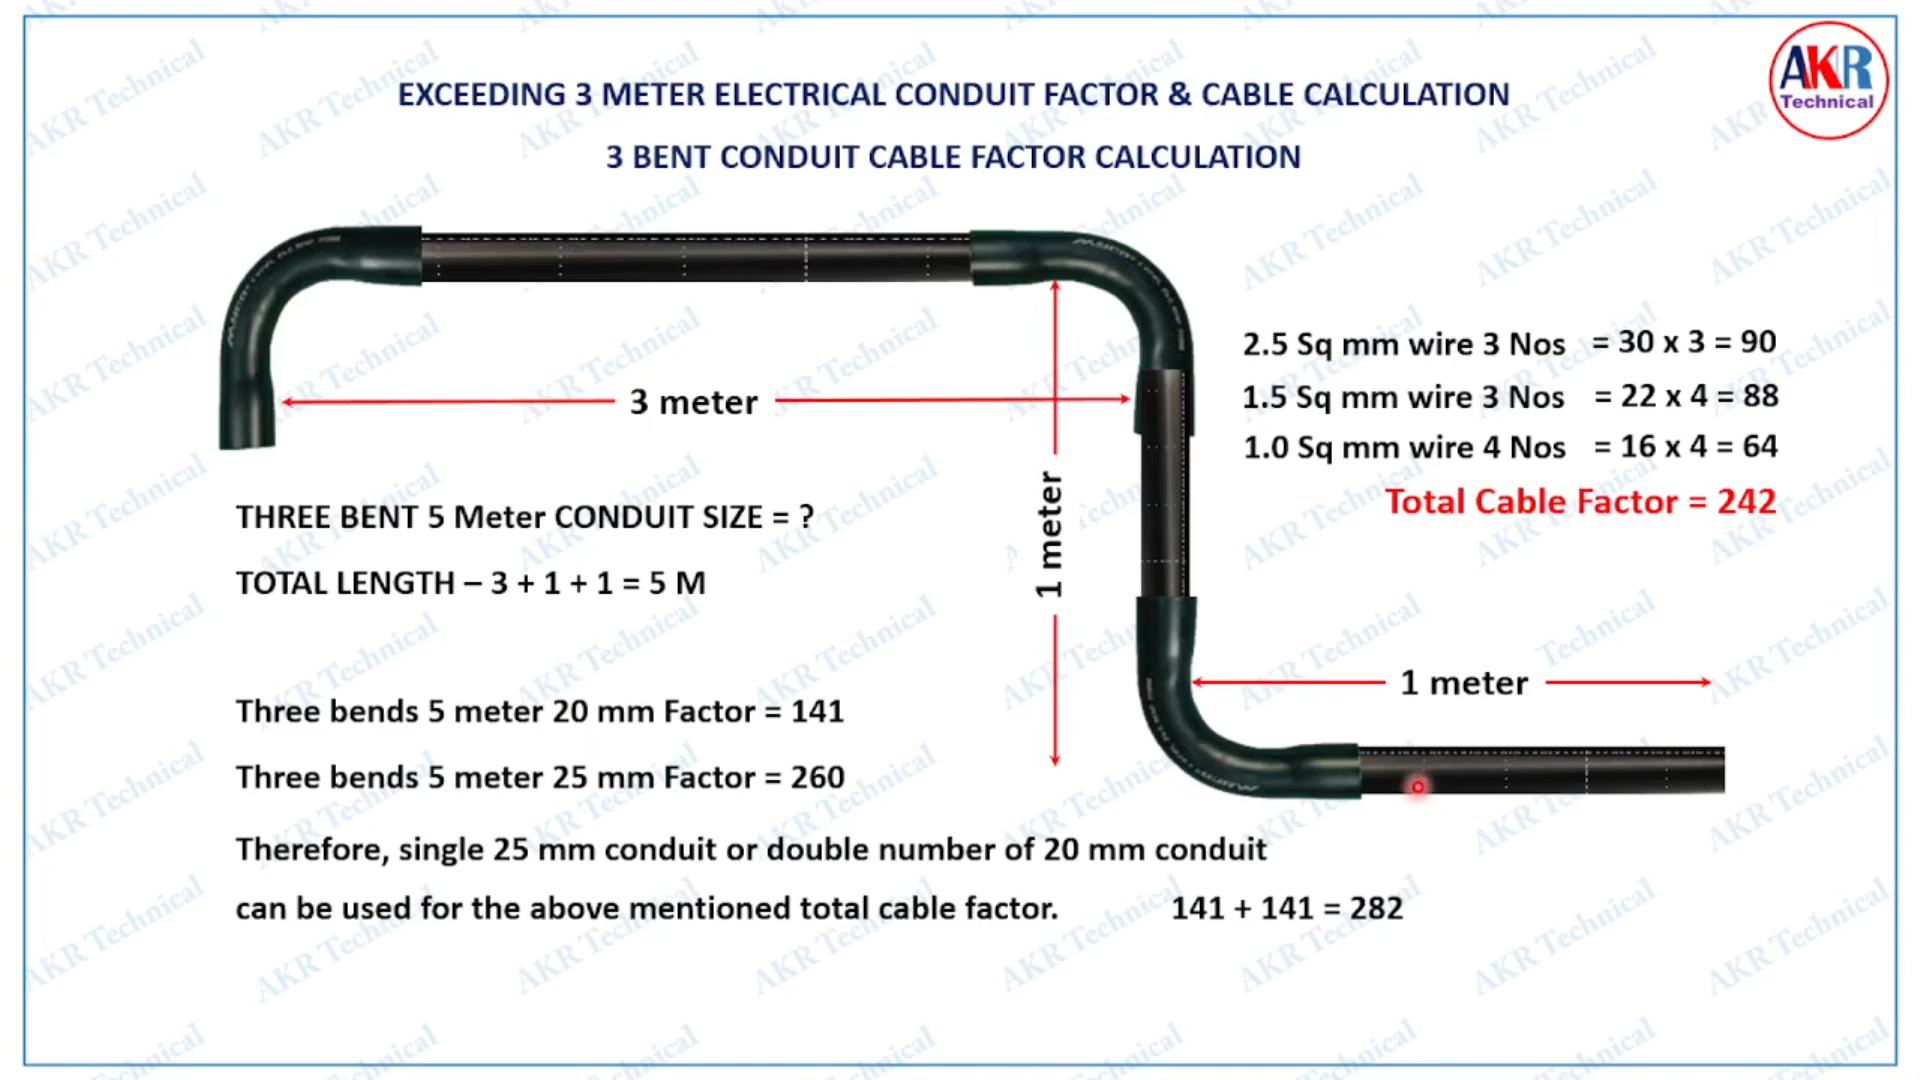 AKR
Technical
EXCEEDING 3 METER ELECTRICAL CONDUIT FACTOR & CABLE CALCULATION
3 BENT CONDUIT CABLE FACTOR CALCULATION
3 meter
1 meter
1 meter
2.5 Sq mm wire 3 Nos = 30 x 3 = 90
1.5 Sq mm wire 3 Nos = 22 x 4 = 88
1.0 Sq mm wire 4 Nos = 16 x 4 = 64
Total Cable Factor = 242
THREE BENT 5 Meter CONDUIT SIZE = ?
TOTAL LENGTH – 3 + 1 + 1 = 5 M
Three bends 5 meter 20 mm Factor = 141
Three bends 5 meter 25 mm Factor = 260
Therefore, single 25 mm conduit or double number of 20 mm conduit
can be used for the above mentioned total cable factor. 141 + 141 = 282
AKR Technical